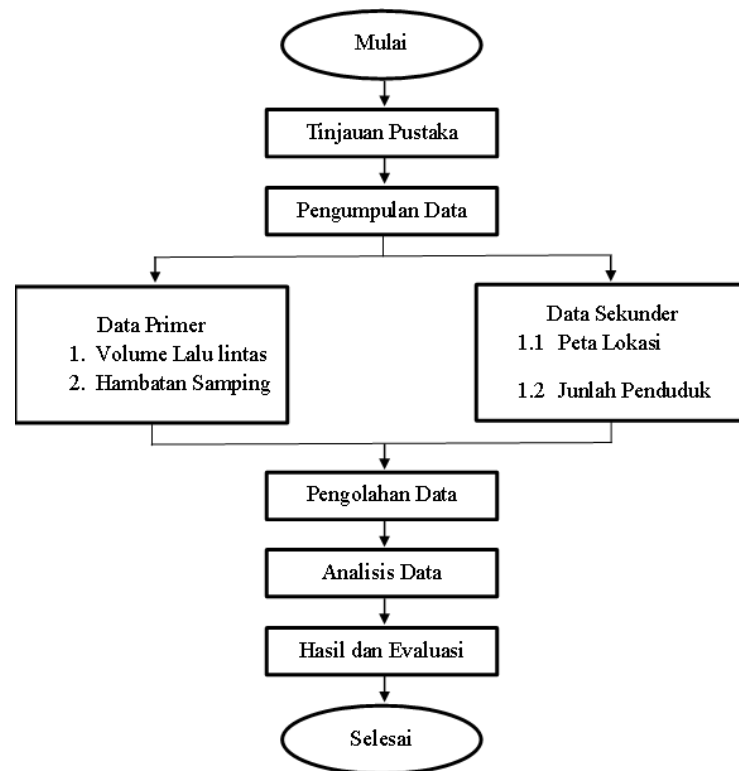 Mulai
Tinjauan Pustaka
Pengumpulan Data
Data Primer
1. Volume Lalu lintas
2. Hambatan Samping
Data Sekunder
1.1 Peta Lokasi
1.2 Junlah Penduduk
Pengolahan Data
Analisis Data
Hasil dan Evaluasi
Selesai